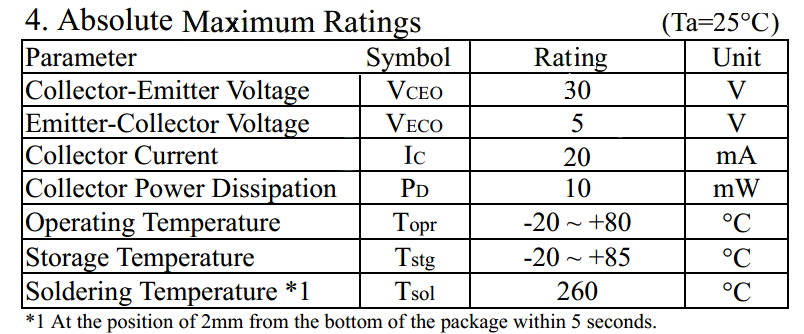 4. Absolute Maximum Ratings (Ta=25°C)
Parameter Symbol Rating Unit
Collector-Emitter Voltage VCEO 30 V
Emitter-Collector Voltage VECO 5 V
Collector Current IC 20 mA
Collector Power Dissipation PD 10 mW
Operating Temperature Topr -20 ~ +80 °C
Storage Temperature Tstg -20 ~ +85 °C
Soldering Temperature *1 Tsol 260 °C
*1 At the position of 2mm from the bottom of the package within 5 seconds.